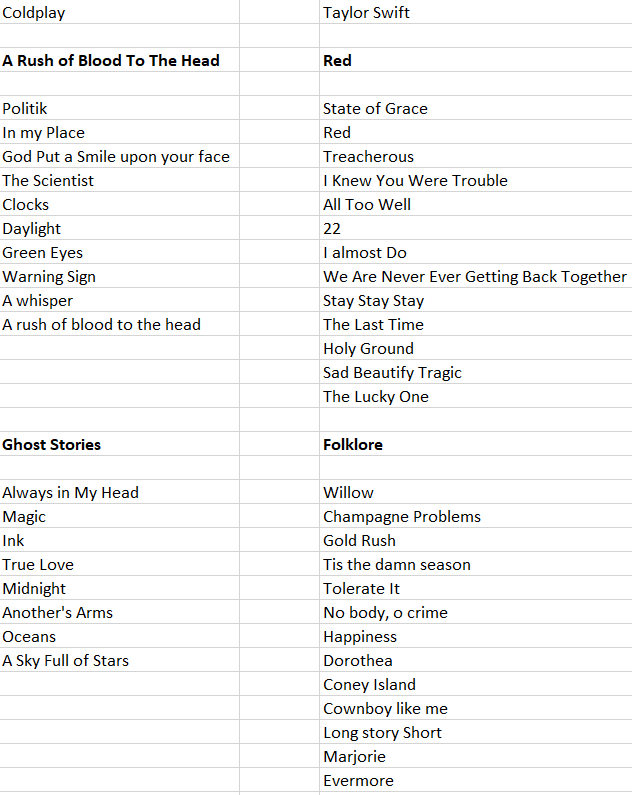 Coldplay	Taylor Swift
A Rush of Blood To The Head	Red
Politik	State of Grace
In my Place	Red
God Put a Smile upon your face	Treacherous
The Scientist	I Knew You Were Trouble
Clocks	All Too Well
Daylight	22
Green Eyes	I almost Do
Warning Sign	We Are Never Ever Getting Back Together
A whisper	Stay Stay Stay
A rush of blood to the head	The Last Time
Holy Ground
Sad Beautify Tragic
The Lucky One
Ghost Stories	Folklore
Always in My Head	Willow
Magic	Champagne Problems
Ink	Gold Rush
True Love	Tis the damn season
Midnight	Tolerate It
Another's Arms	No body, o crime
Oceans	Happiness
A Sky Full of Stars	Dorothea
Coney Island
Cownboy like me
Long story Short
Marjorie
Evermore